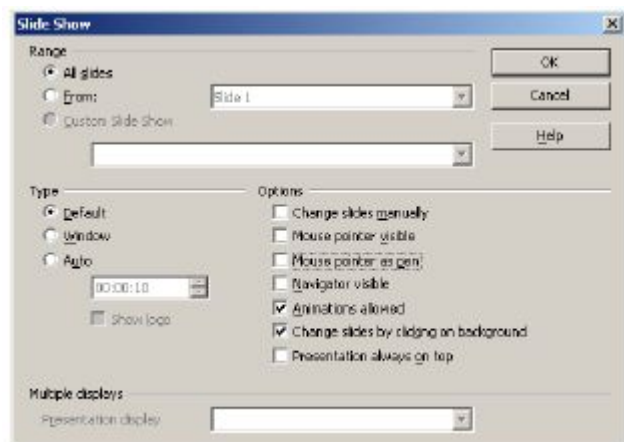 Slide Show
Range
All slides
OK
From:
Slide 1
Cancel
Custom Slide Show
Help
Type
Options
Default
Change slides manually
Window
Mouse pointer visible
Auto
Mouse pointer as pen
00:00:10
Navigator visible
Show logo
Animations allowed
Change slides by clicking on background
Presentation always on top
Multiple displays
Presentation display